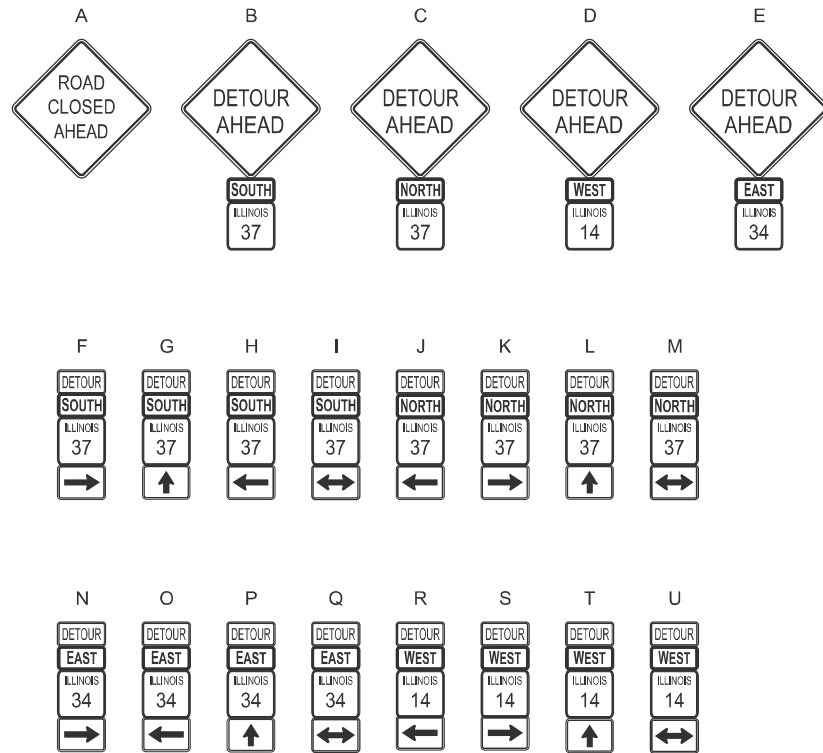 A B C D E
ROAD CLOSED AHEAD
DETOUR AHEAD
SOUTH
ILLINOIS
37
DETOUR AHEAD
NORTH
ILLINOIS
37
DETOUR AHEAD
WEST
ILLINOIS
14
DETOUR AHEAD
EAST
ILLINOIS
34
F G H I J K L M
DETOUR DETOUR DETOUR DETOUR DETOUR DETOUR DETOUR DETOUR
SOUTH SOUTH SOUTH SOUTH NORTH NORTH NORTH NORTH
ILLINOIS ILLINOIS ILLINOIS ILLINOIS ILLINOIS ILLINOIS ILLINOIS ILLINOIS
37 37 37 37 37 37 37 37
N O P Q R S T U
DETOUR DETOUR DETOUR DETOUR DETOUR DETOUR DETOUR DETOUR
EAST EAST EAST EAST WEST WEST WEST WEST
ILLINOIS ILLINOIS ILLINOIS ILLINOIS ILLINOIS ILLINOIS ILLINOIS ILLINOIS
34 34 34 34 14 14 14 14